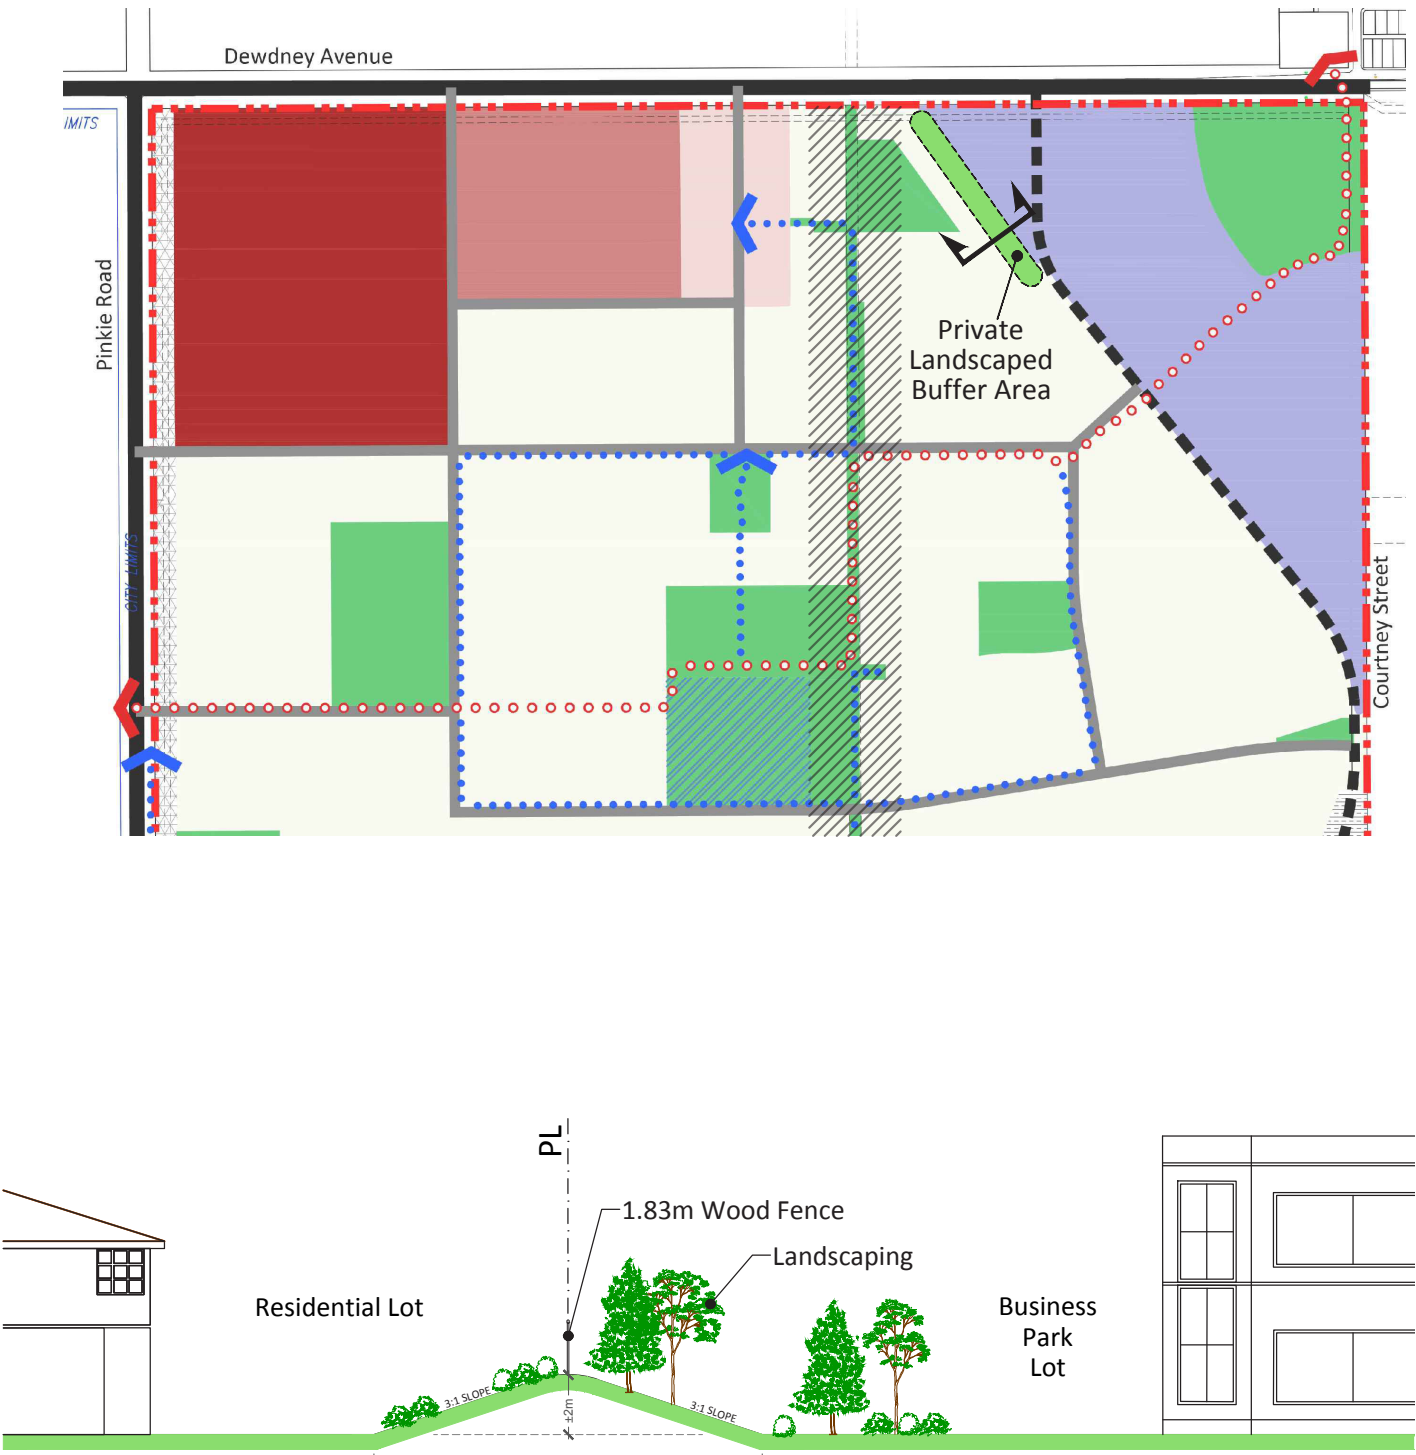 Dewdney Avenue
IMITS
Pinkie Road
Private
Landscaped
Buffer Area
CITY LIMITS
Courtney Street
PL
1.83m Wood Fence
Landscaping
Residential Lot
Business
Park
Lot
3:1 SLOPE
±2m
3:1 SLOPE